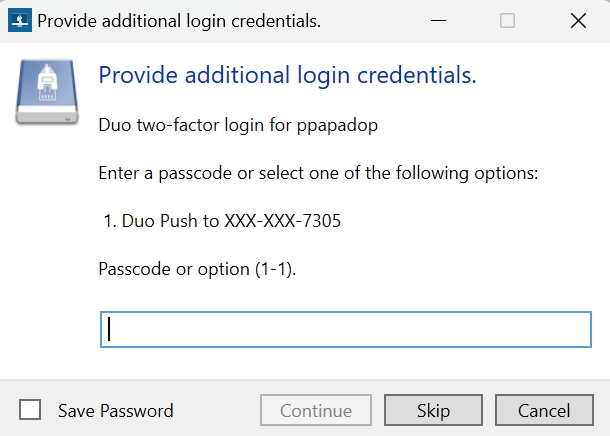 Provide additional login credentials.
Provide additional login credentials.
Duo two-factor login for ppapadop
Enter a passcode or select one of the following options:
1. Duo Push to XXX-XXX-7305
Passcode or option (1-1).
Save Password
Continue
Skip
Cancel